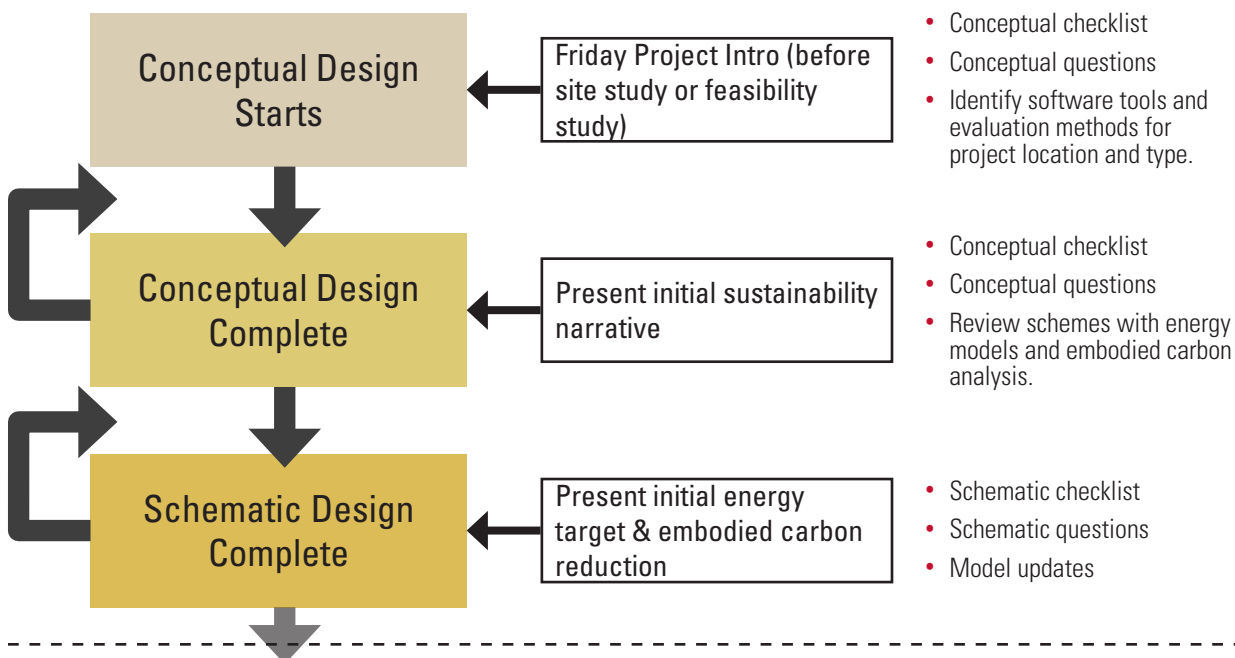 Conceptual Design
Starts
Friday Project Intro (before
site study or feasibility
study)
• Conceptual checklist
• Conceptual questions
• Identify software tools and
evaluation methods for
project location and type.
Conceptual Design
Complete
Present initial sustainability
narrative
• Conceptual checklist
• Conceptual questions
• Review schemes with energy
models and embodied carbon
analysis.
Schematic Design
Complete
Present initial energy
target & embodied carbon
reduction
• Schematic checklist
• Schematic questions
• Model updates